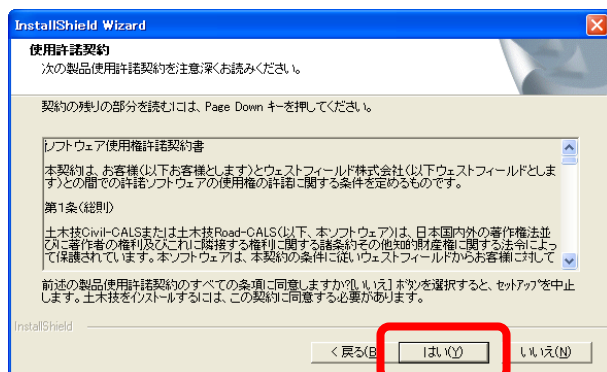 InstallShield Wizard
使用許諾契約
次の製品使用許諾契約を注意深くお読みください。
契約の残りの部分を読むには、Page Down キーを押してください。
ソフトウェア使用権許諾契約書
本契約は、お客様(以下お客様とします)とウェストフィールド株式会社(以下ウェストフィールドとしま
す)との間での許諾ソフトウェアの使用権の許諾に関する条件を定めるものです。
第1条(総則)
土木技Civil-CALSまたは土木技Road-CALS(以下、本ソフトウェア)は、日本国内外の著作権法並
びに著作者の権利及びこれに隣接する権利に関する諸条約その他知的財産権に関する法令によっ
て保護されています。本ソフトウェアは、本契約の条件に従いウェストフィールドからお客様に対して
前述の製品使用許諾契約のすべての条項に同意しますか?[いいえ] ボタンを選択すると、セットアップを中止
します。土木技をインストールするには、この契約に同意する必要があります。
InstallShield
< 戻る(B はい(Y) いいえ(N)